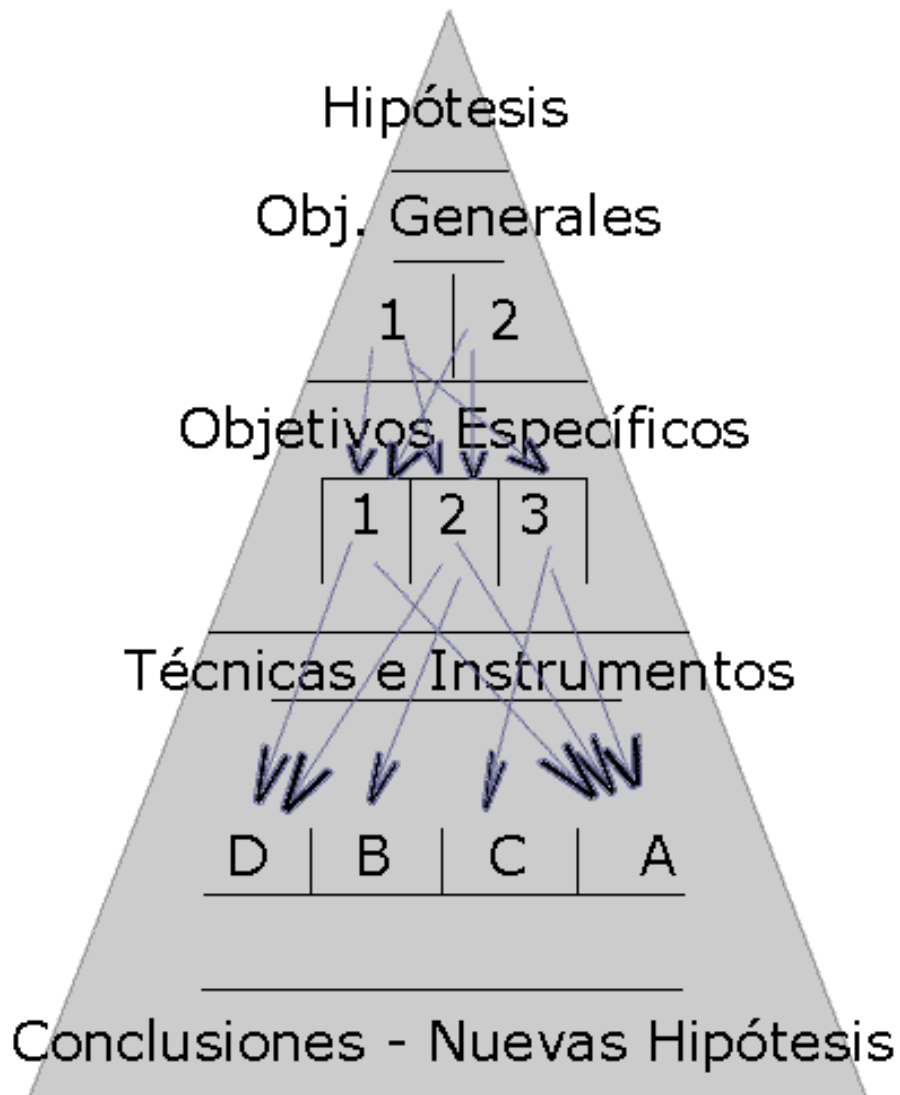 Hipótesis
Obj. Generales
1 2
Objetivos Específicos
1 2 3
Técnicas e Instrumentos
D B C A
Conclusiones - Nuevas Hipótesis